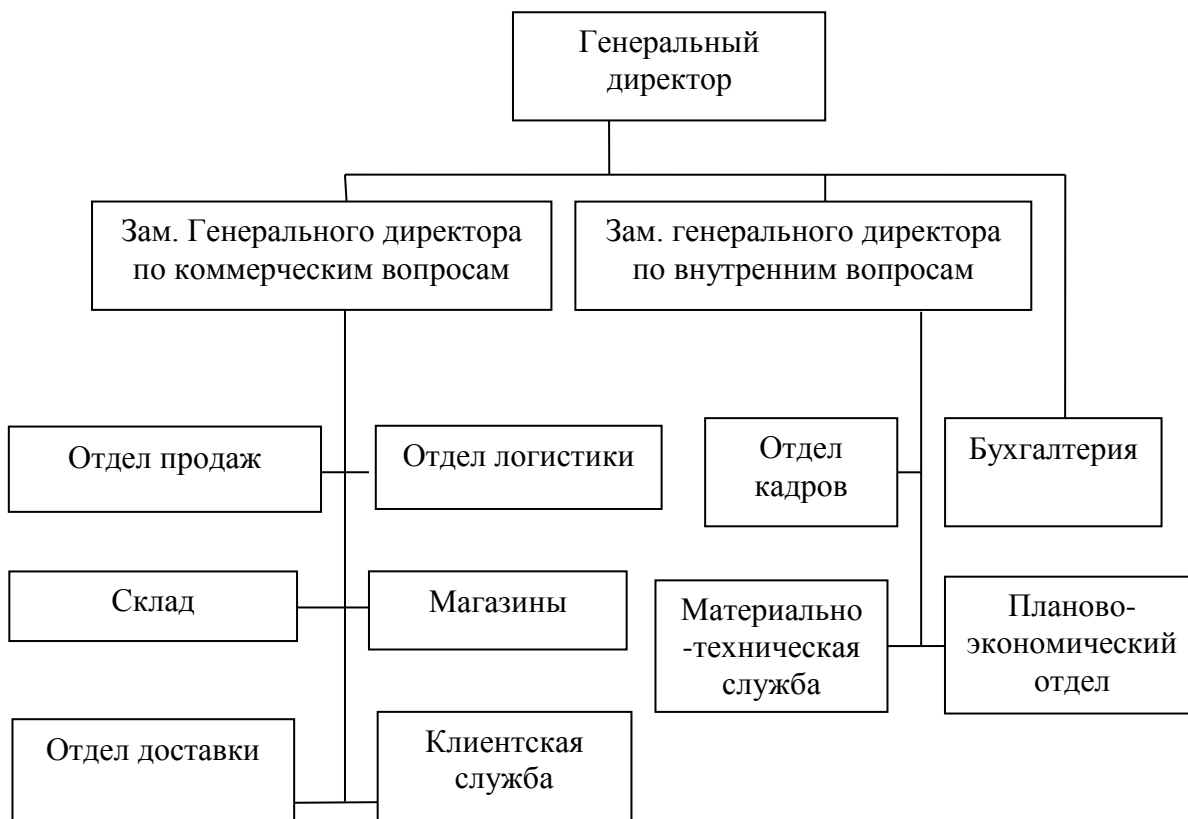 Генеральный
директор
Зам. Генерального директора
по коммерческим вопросам
Зам. генерального директора
по внутренним вопросам
Отдел продаж
Отдел логистики
Отдел
кадров
Бухгалтерия
Склад
Магазины
Материально
-техническая
служба
Планово-
экономический
отдел
Отдел доставки
Клиентская
служба